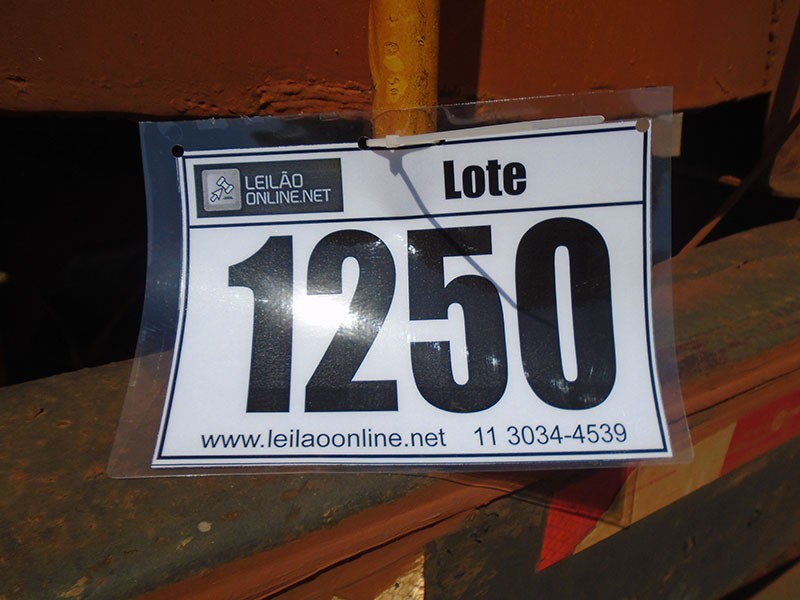 LEILÃO
ONLINE.NET
Lote
1250
www.leilaoonline.net 11 3034-4539